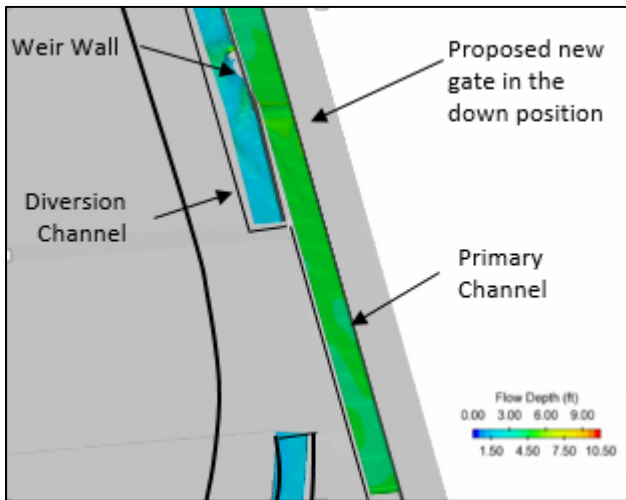 Weir Wall
Proposed new
gate in the
down position
Diversion
Channel
Primary
Channel
Flow Depth (ft)
0.00 3.00 6.00 9.00
1.50 4.50 7.50 10.50